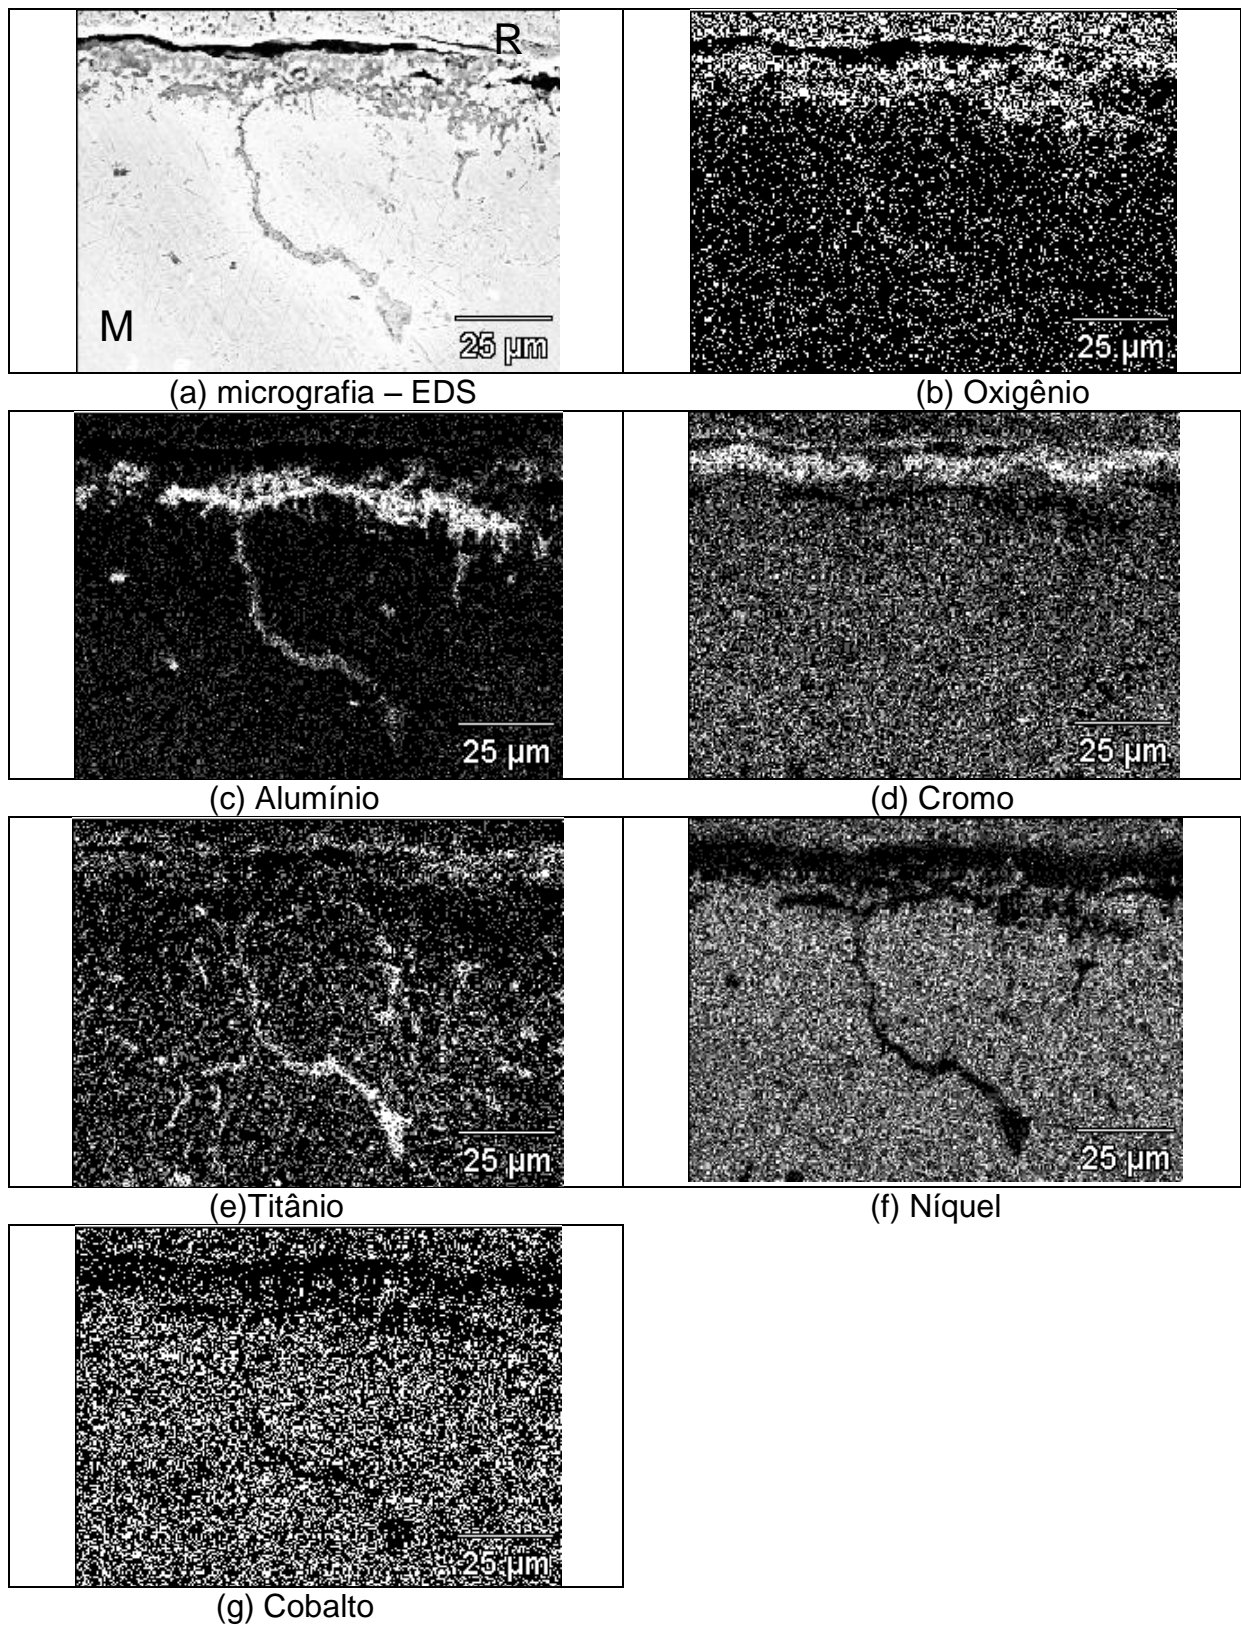 R
M
25 µm
25 µm
(a) micrografia – EDS
(b) Oxigênio
25 µm
25 µm
(c) Alumínio
(d) Cromo
25 µm
25 µm
(e)Titânio
(f) Níquel
25 µm
(g) Cobalto